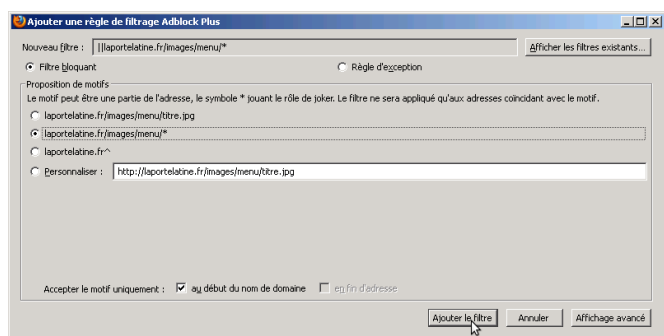 Ajouter une règle de filtrage Adblock Plus
Nouveau filtre : ||laportelatine.fr/images/menu/* Afficher les filtres existants...
Filtre bloquant Règle d'exception
Proposition de motifs
Le motif peut être une partie de l'adresse, le symbole * jouant le rôle de joker. Le filtre ne sera appliqué qu'aux adresses coïncidant avec le motif.
laportelatine.fr/images/menu/titre.jpg
laportelatine.fr/images/menu/*
laportelatine.fr^
Personnaliser : http://laportelatine.fr/images/menu/titre.jpg
Accepter le motif uniquement : au début du nom de domaine en fin d'adresse
Ajouter le filtre Annuler Affichage avancé